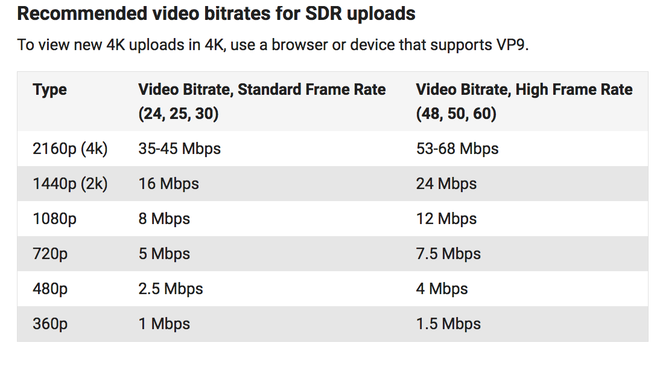 Recommended video bitrates for SDR uploads
To view new 4K uploads in 4K, use a browser or device that supports VP9.
Type Video Bitrate, Standard Frame Rate Video Bitrate, High Frame Rate
(24, 25, 30) (48, 50, 60)
2160p (4k) 35-45 Mbps 53-68 Mbps
1440p (2k) 16 Mbps 24 Mbps
1080p 8 Mbps 12 Mbps
720p 5 Mbps 7.5 Mbps
480p 2.5 Mbps 4 Mbps
360p 1 Mbps 1.5 Mbps